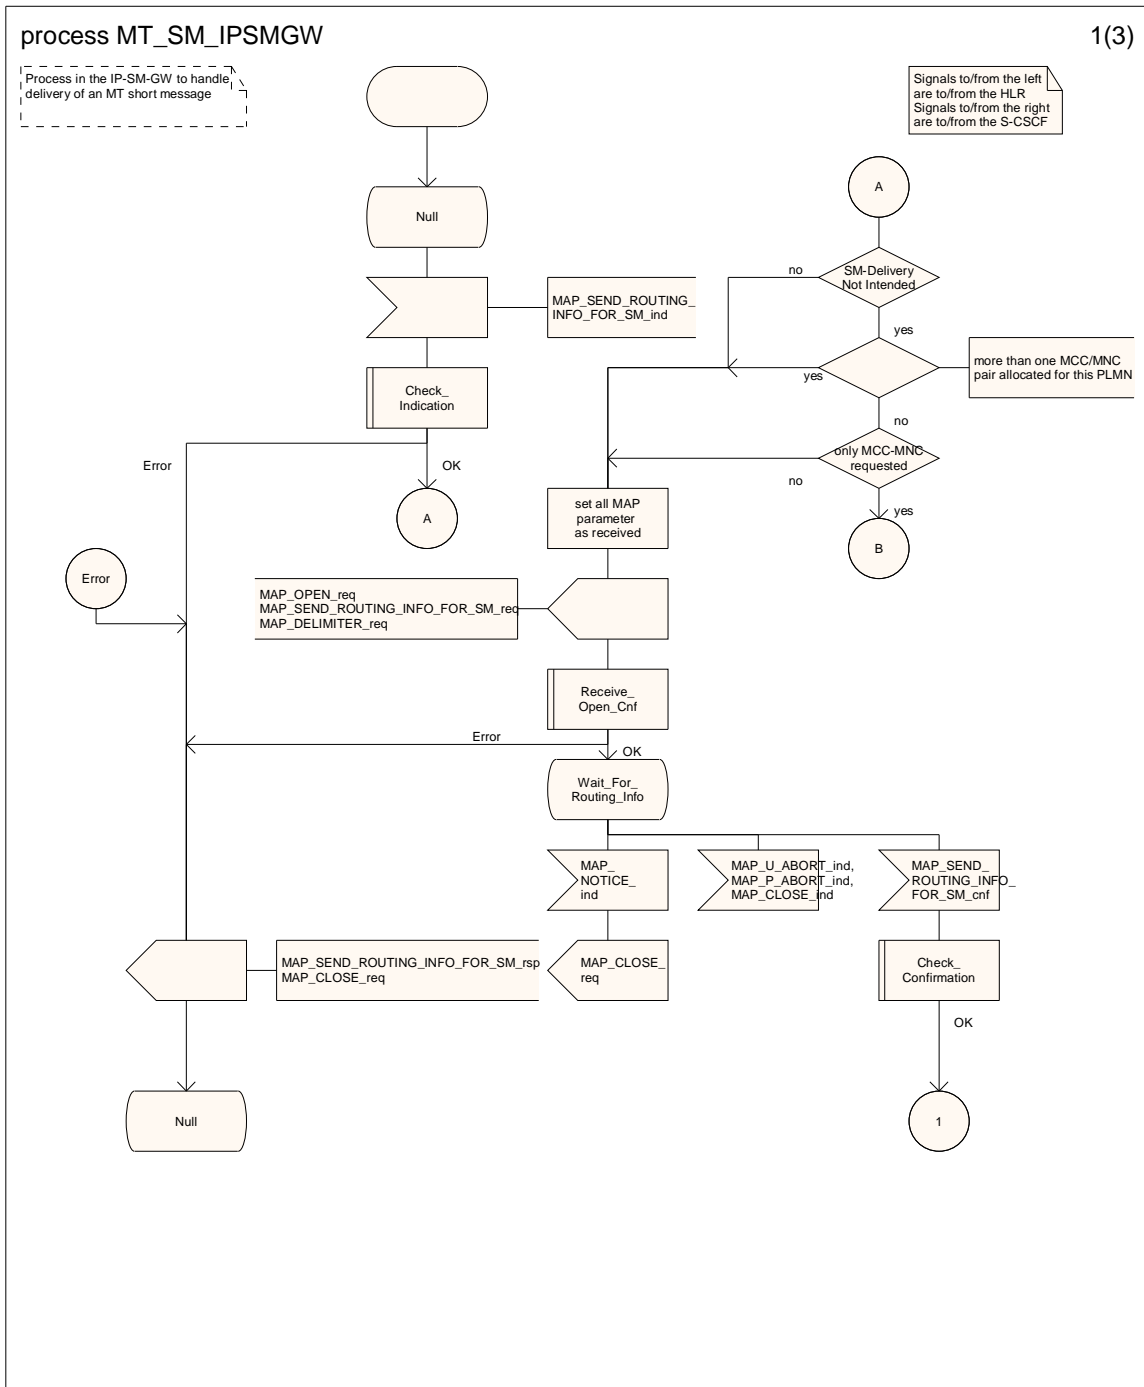 process MT_SM_IPSMGW
1(3)
Process in the IP-SM-GW to handle
delivery of an MT short message
Signals to/from the left
are to/from the HLR
Signals to/from the right
are to/from the S-CSCF
A
Null
no
SM-Delivery
Not Intended
MAP_SEND_ROUTING_
INFO_FOR_SM_ind
yes
more than one MCC/MNC
pair allocated for this PLMN
yes
Check_
Indication
no
only MCC-MNC
requested
Error
OK
no
set all MAP
parameter
as received
yes
A
B
Error
MAP_OPEN_req
MAP_SEND_ROUTING_INFO_FOR_SM_req
MAP_DELIMITER_req
Receive_
Open_Cnf
Error
OK
Wait_For_
Routing_Info
MAP_
NOTICE_
ind
MAP_U_ABORT_ind,
MAP_P_ABORT_ind,
MAP_CLOSE_ind
MAP_SEND_
ROUTING_INFO_
FOR_SM_cnf
MAP_SEND_ROUTING_INFO_FOR_SM_rsp
MAP_CLOSE_req
MAP_CLOSE_
req
Check_
Confirmation
OK
Null
1